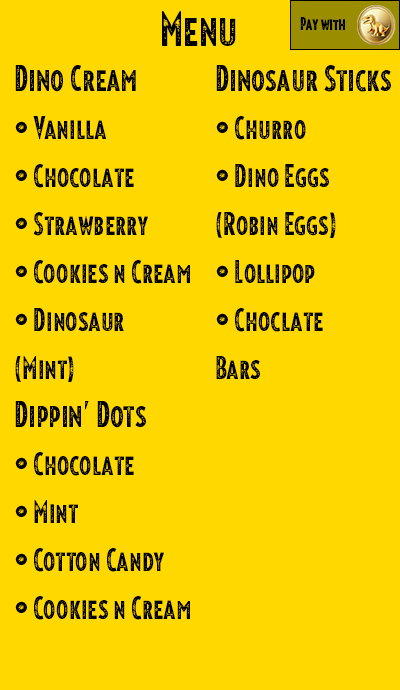 Menu
Pay with
Dino Cream
• Vanilla
• Chocolate
• Strawberry
• Cookies n Cream
• Dinosaur
(Mint)
Dippin' Dots
• Chocolate
• Mint
• Cotton Candy
• Cookies n Cream
Dinosaur Sticks
• Churro
• Dino Eggs
(Robin Eggs)
• Lollipop
• Choclate
Bars